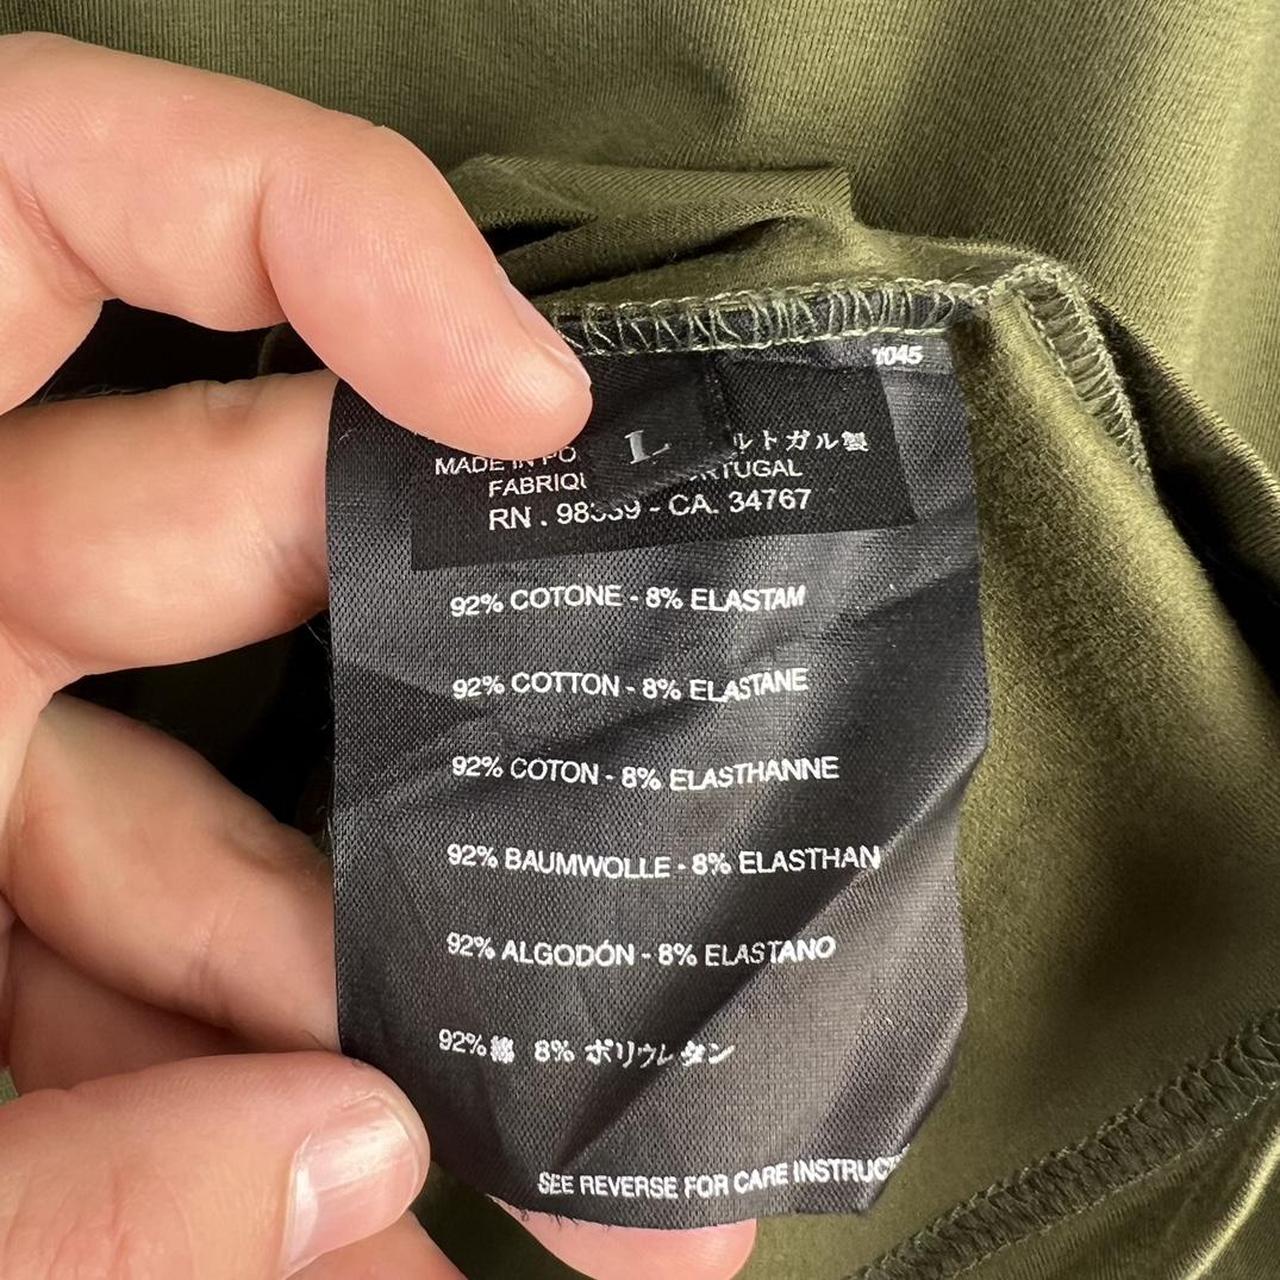 1045
L
ルトガル製
MADE IN PO
FABRIQU RTUGAL
RN . 98339 - CA. 34767
92% COTONE - 8% ELASTAM
92% COTTON - 8% ELASTANE
92% COTON - 8% ELASTHANNE
92% BAUMWOLLE - 8% ELASTHAN
92% ALGODÓN - 8% ELASTANO
92% 綿 8% ポリウレタン
SEE REVERSE FOR CARE INSTRUCT